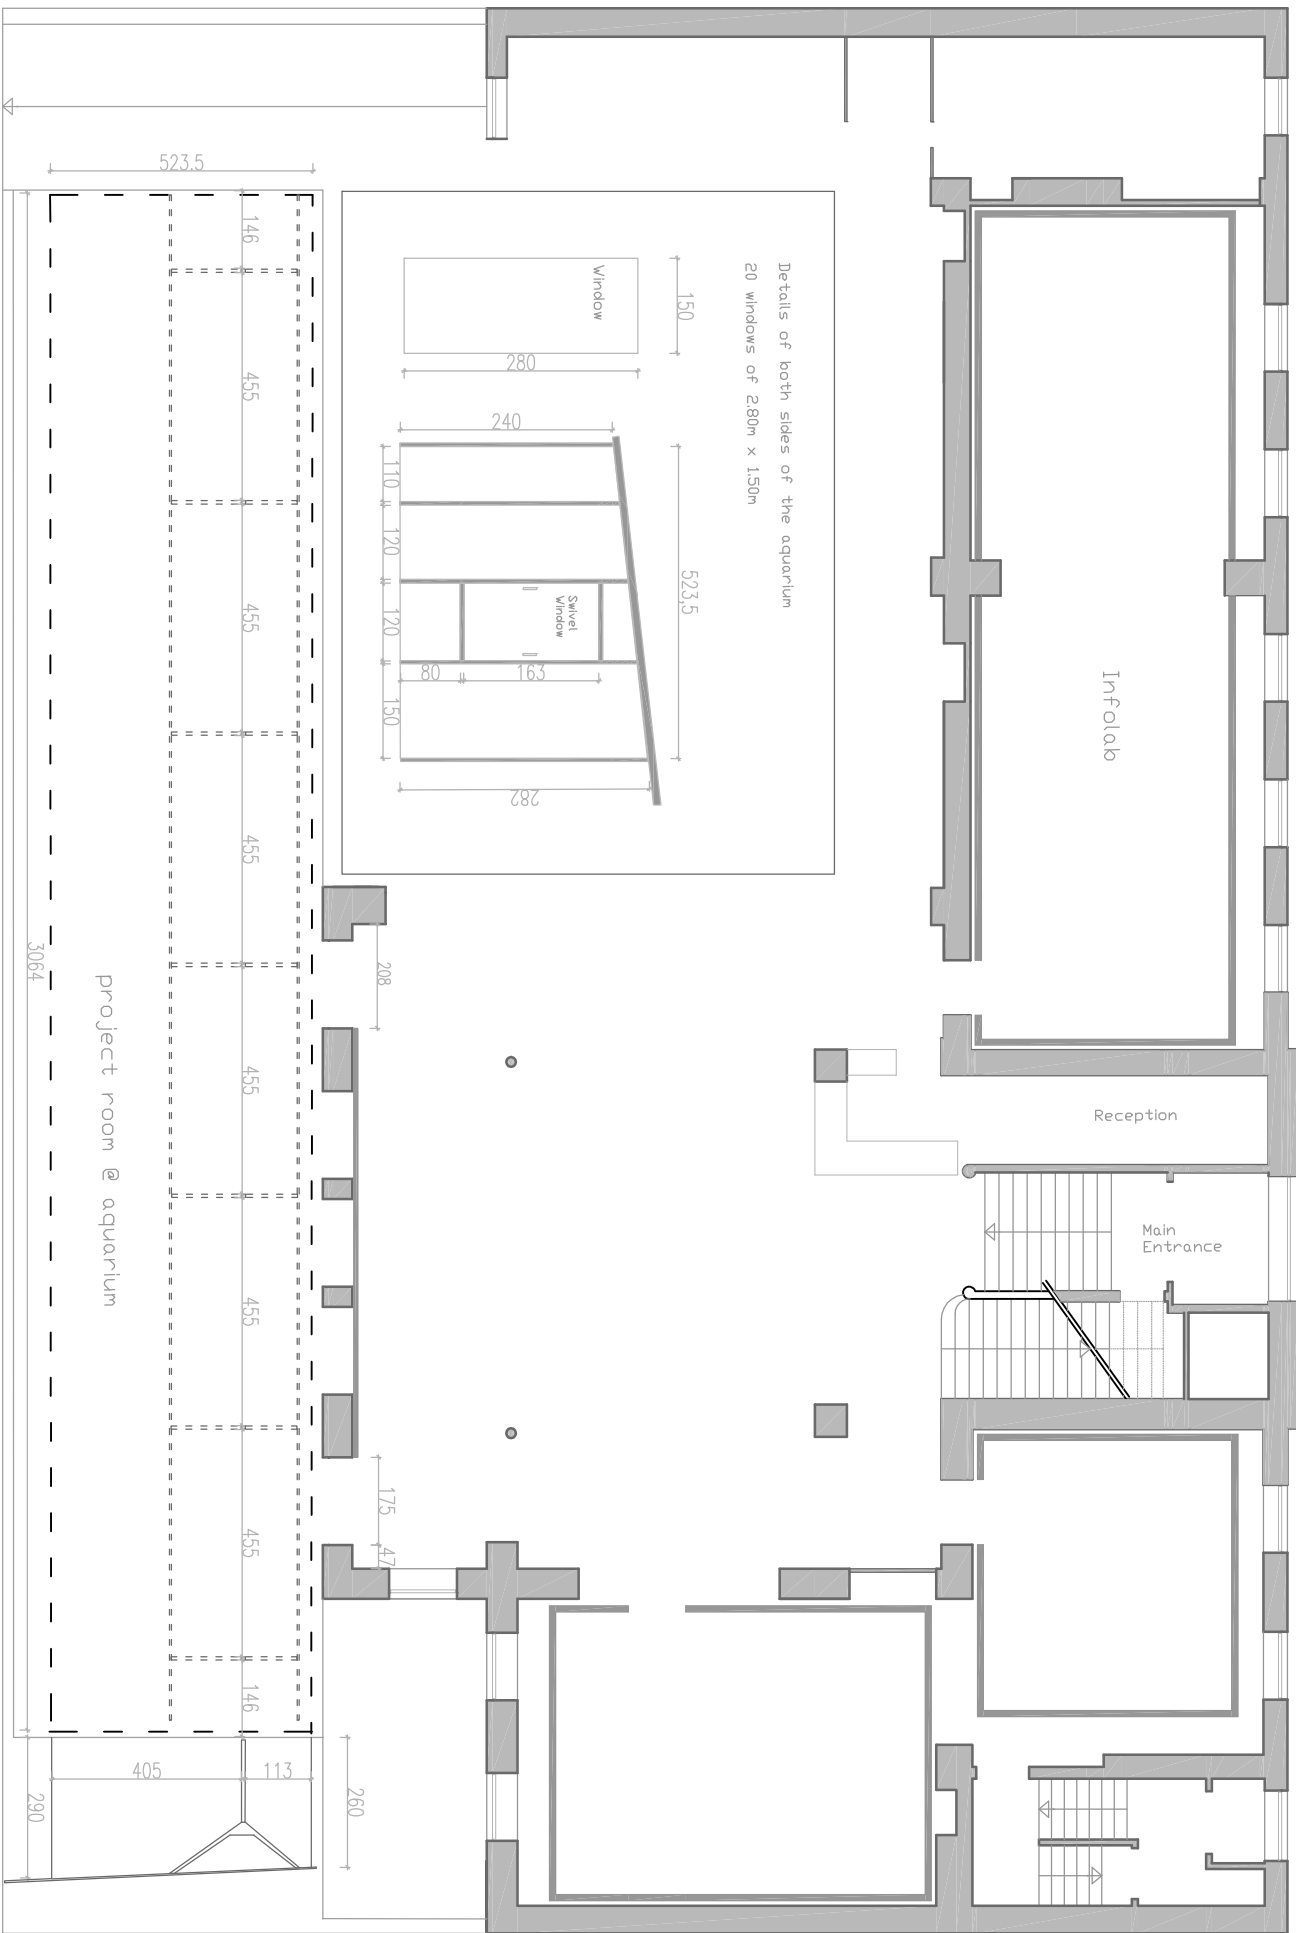 523.5
146
455
455
455
455
455
455
146
3064
project room @ aquarium
405
113
290
260
Details of both sides of the aquarium
20 windows of 2.80m x 1.50m
Window
150
280
240
523,5
110
120
120
150
Swivel
Window
80
163
282
208
175
47
Infolab
Reception
Main
Entrance